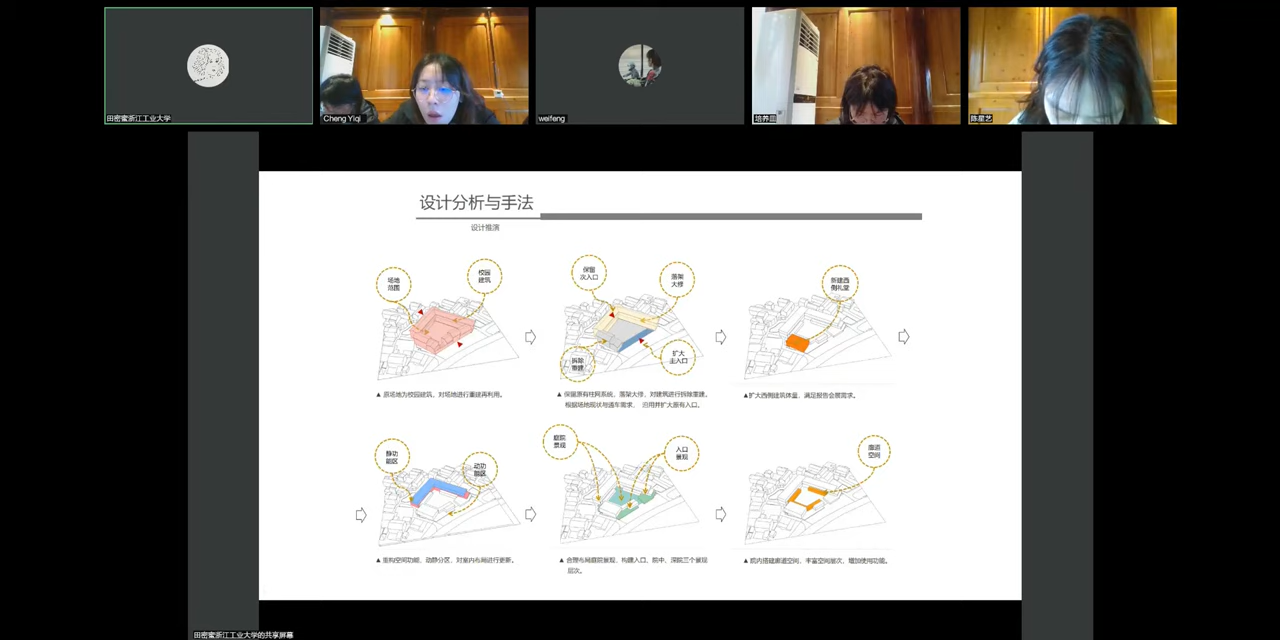 田密蜜浙江工业大学
Cheng Yiqi
weifeng
培养皿
陈星艺
设计分析与手法
设计推演
场地
范围
校园
建筑
保留
次入口
落架
大修
拆除
重建
扩大
主入口
新建西
侧礼堂
▲ 原场地为校园建筑，对场地进行重建再利用。
▲ 保留原有柱网系统，落架大修，对建筑进行拆除重建。
根据场地现状与通车需求，沿用并扩大原有入口。
▲扩大西侧建筑体量，满足报告会展需求。
静功
能区
动功
能区
庭院
景观
入口
景观
廊道
空间
▲ 重构空间功能，动静分区，对室内布局进行更新。
▲ 合理布局庭院景观，构建入口、院中、深院三个景观
层次。
▲ 院内搭建廊道空间，丰富空间层次，增加使用功能。
田密蜜浙江工业大学的共享屏幕